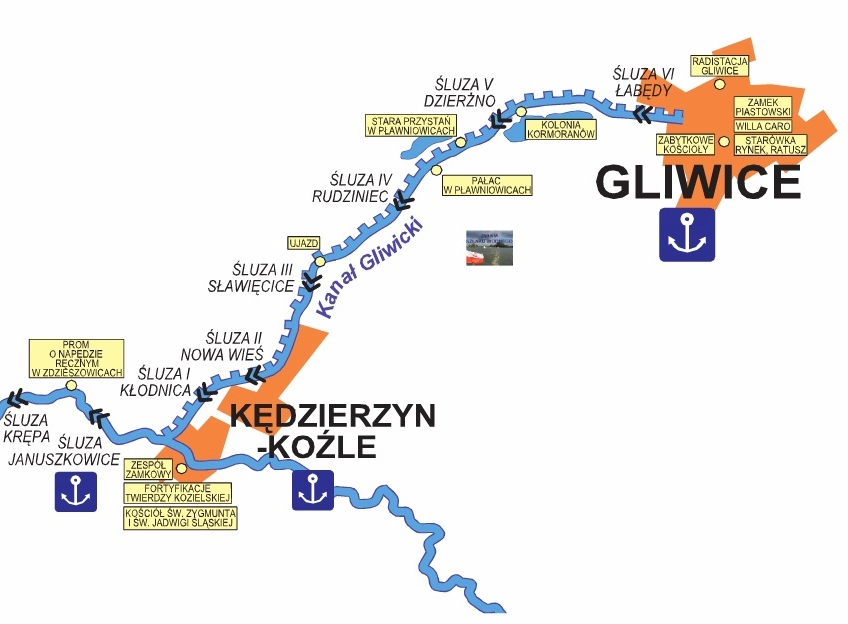 RADISTACJA
GLIWICE
ŚLUZA VI
ŁABĘDY
ŚLUZA V
DZIERŻNO
ZAMEK
PIASTOWSKI
WILLA CARO
ZABYTKOWE
KOŚCIOŁY
STARÓWKA
RYNEK, RATUSZ
STARA PRZYSTAŃ
W PŁAWNIOWICACH
KOLONIA
KORMORANÓW
GLIWICE
ŚLUZA IV
RUDZINIEC
PAŁAC
W PŁAWNIOWICACH
UJAZD
Kanał Gliwicki
ŚLUZA III
SŁAWIĘCICE
ŚLUZA II
NOWA WIEŚ
PROM
O NAPĘDZIE
RĘCZNYM
W ZDZIESZOWICACH
ŚLUZA I
KŁODNICA
ŚLUZA
KRĘPA
ŚLUZA
JANUSZKOWICE
KĘDZIERZYN
-KOŹLE
ZESPÓŁ
ZAMKOWY
FORTYFIKACJE
TWIERDZY KOZIELSKIEJ
KOŚCIÓŁ ŚW. ZYGMUNTA
I ŚW. JADWIGI ŚLĄSKIEJ